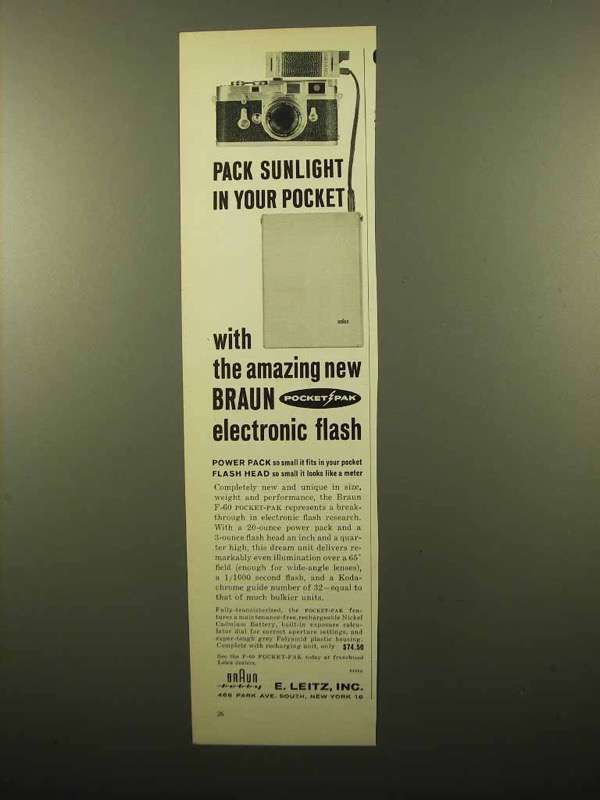 PACK SUNLIGHT
IN YOUR POCKET
with
the amazing new
BRAUN POCKET PAK
electronic flash
POWER PACK so small it fits in your pocket
FLASH HEAD so small it looks like a meter
Completely new and unique in size,
weight and performance, the Braun
F-60 POCKET-PAK represents a break-
through in electronic flash research.
With a 20-ounce power pack and a
3-ounce flash head an inch and a quar-
ter high, this dream unit delivers re-
markably even illumination over a 65°
field (enough for wide-angle lenses),
a 1/1000 second flash, and a Koda-
chrome guide number of 32—equal to
that of much bulkier units.
Fully-transistorized, the POCKET-PAK fea-
tures a maintenance-free, rechargeable Nickel
Cadmium Battery, built-in exposure calcu-
lator dial for correct aperture settings, and
super-tough grey Polyamid plastic housing.
Complete with recharging unit, only $74.50
See the F-60 POCKET-PAK today at franchised
Leica dealers.
BRAUN
hobby E. LEITZ, INC.
468 PARK AVE. SOUTH, NEW YORK 16
26